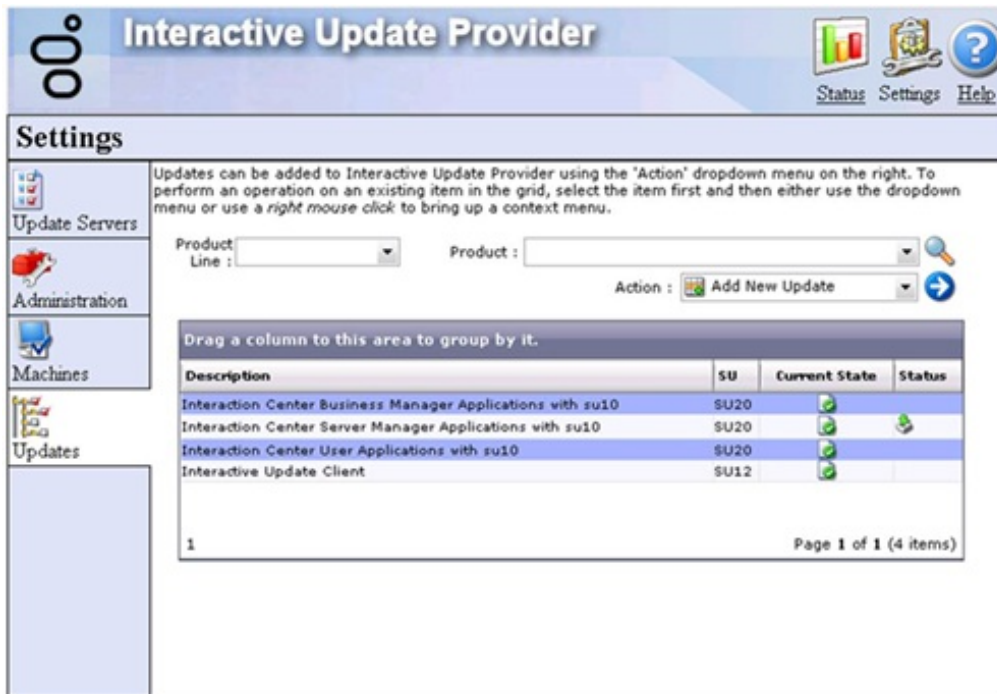 Interactive Update Provider
Status Settings Help
Settings
Updates can be added to Interactive Update Provider using the 'Action' dropdown menu on the right. To
perform an operation on an existing item in the grid, select the item first and then either use the dropdown
menu or use a right mouse click to bring up a context menu.
Update Servers
Administration
Machines
Updates
Product Line :
Product :
Action : Add New Update
Drag a column to this area to group by it.
Description SU Current State Status
Interaction Center Business Manager Applications with su10 SU20
Interaction Center Server Manager Applications with su10 SU20
Interaction Center User Applications with su10 SU20
Interactive Update Client SU12
1 Page 1 of 1 (4 items)